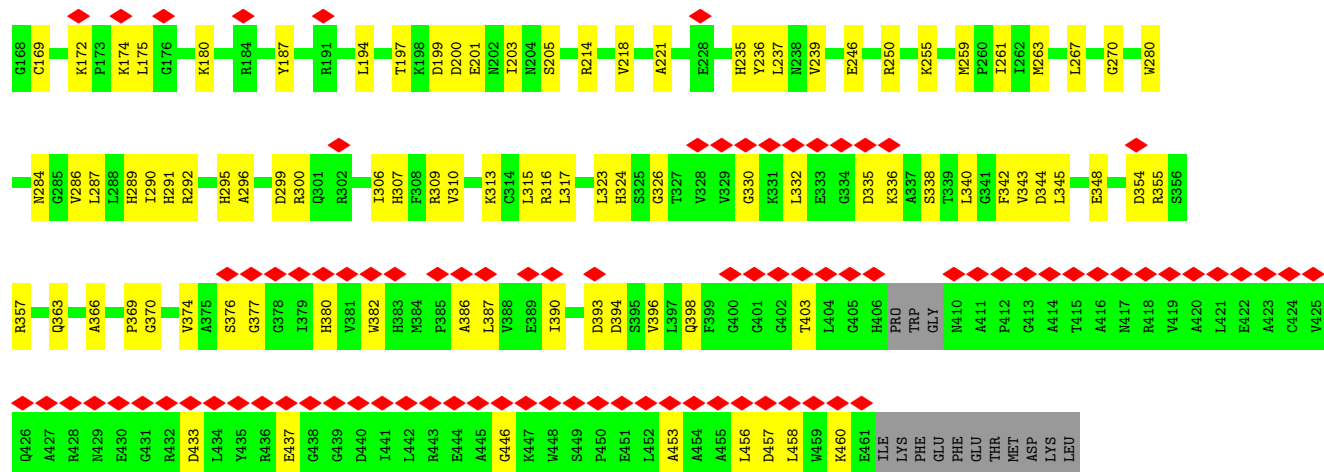 G168 C169 K172 P173 K174 L175 G176 K180 R184 Y187 R191 L194 T197 K198 D199 D200 E201 N202 I203 N204 S205 R214 V218 A221 E228 H235 Y236 L237 N238 V239 E246 R250 K255 M259 P260 I261 I262 M263 L267 G270 W280
N284 G285 V286 L287 L288 H289 I290 H291 R292 H295 A296 D299 R300 Q301 R302 I306 H307 F308 R309 V310 K313 C314 L315 R316 L317 L323 H324 S325 G326 T327 V328 V329 G330 K331 L332 E333 G334 D335 K336 A337 S338 T339 L340 G341 F342 V343 D344 L345 E348 D354 R355 S356
R357 Q363 A366 P369 G370 V374 A375 S376 G377 G378 I379 H380 V381 W382 H383 M384 P385 A386 L387 V388 E389 I390 D393 D394 S395 V396 L397 Q398 F399 G400 G401 G402 T403 L404 G405 H406 PRO TRP GLY N410 A411 P412 G413 A414 T415 A416 N417 R418 V419 A420 L421 E422 A423 C424 V425
Q426 A427 R428 N429 E430 G431 R432 D433 L434 Y435 R436 E437 G438 G439 D440 I441 L442 R443 E444 A445 G446 K447 W448 S449 P450 E451 L452 A453 A454 A455 L456 D457 L458 W459 K460 E461 ILE LYS PHE GLU PHE GLU THR MET ASP LYS LEU